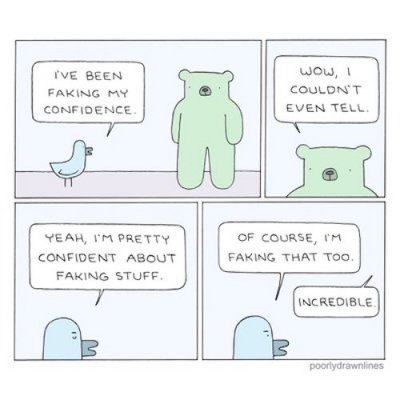 I'VE BEEN
FAKING MY
CONFIDENCE.
WOW, I
COULDN'T
EVEN TELL.
YEAH, I'M PRETTY
CONFIDENT ABOUT
FAKING STUFF.
OF COURSE, I'M
FAKING THAT TOO.
INCREDIBLE.
poorlydrawnlines